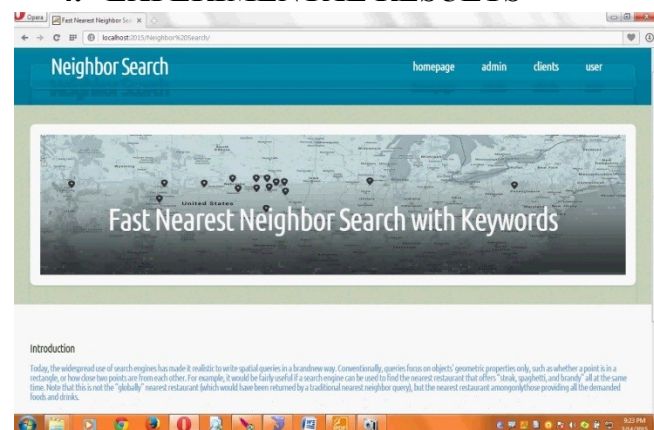 4. EXPERIMENTAL RESULTS
Opera
Fast Nearest Neighbor Sea
localhost:2015/Neighbor%20Search/
Neighbor Search
homepage admin clients user
United States
Fast Nearest Neighbor Search with Keywords
Introduction
Today, the widespread use of search engines has made it realistic to write spatial queries in a brandnew way. Conventionally, queries focus on objects' geometric properties only, such as whether a point is in a
rectangle, or how close two points are from each other. For example, it would be fairly useful if a search engine can be used to find the nearest restaurant that offers "steak, spaghetti, and brandy" all at the same
time. Note that this is not the "globally" nearest restaurant (which would have been returned by a traditional nearest neighbor query), but the nearest restaurant amongonlythose providing all the demanded
foods and drinks.
9:23 PM